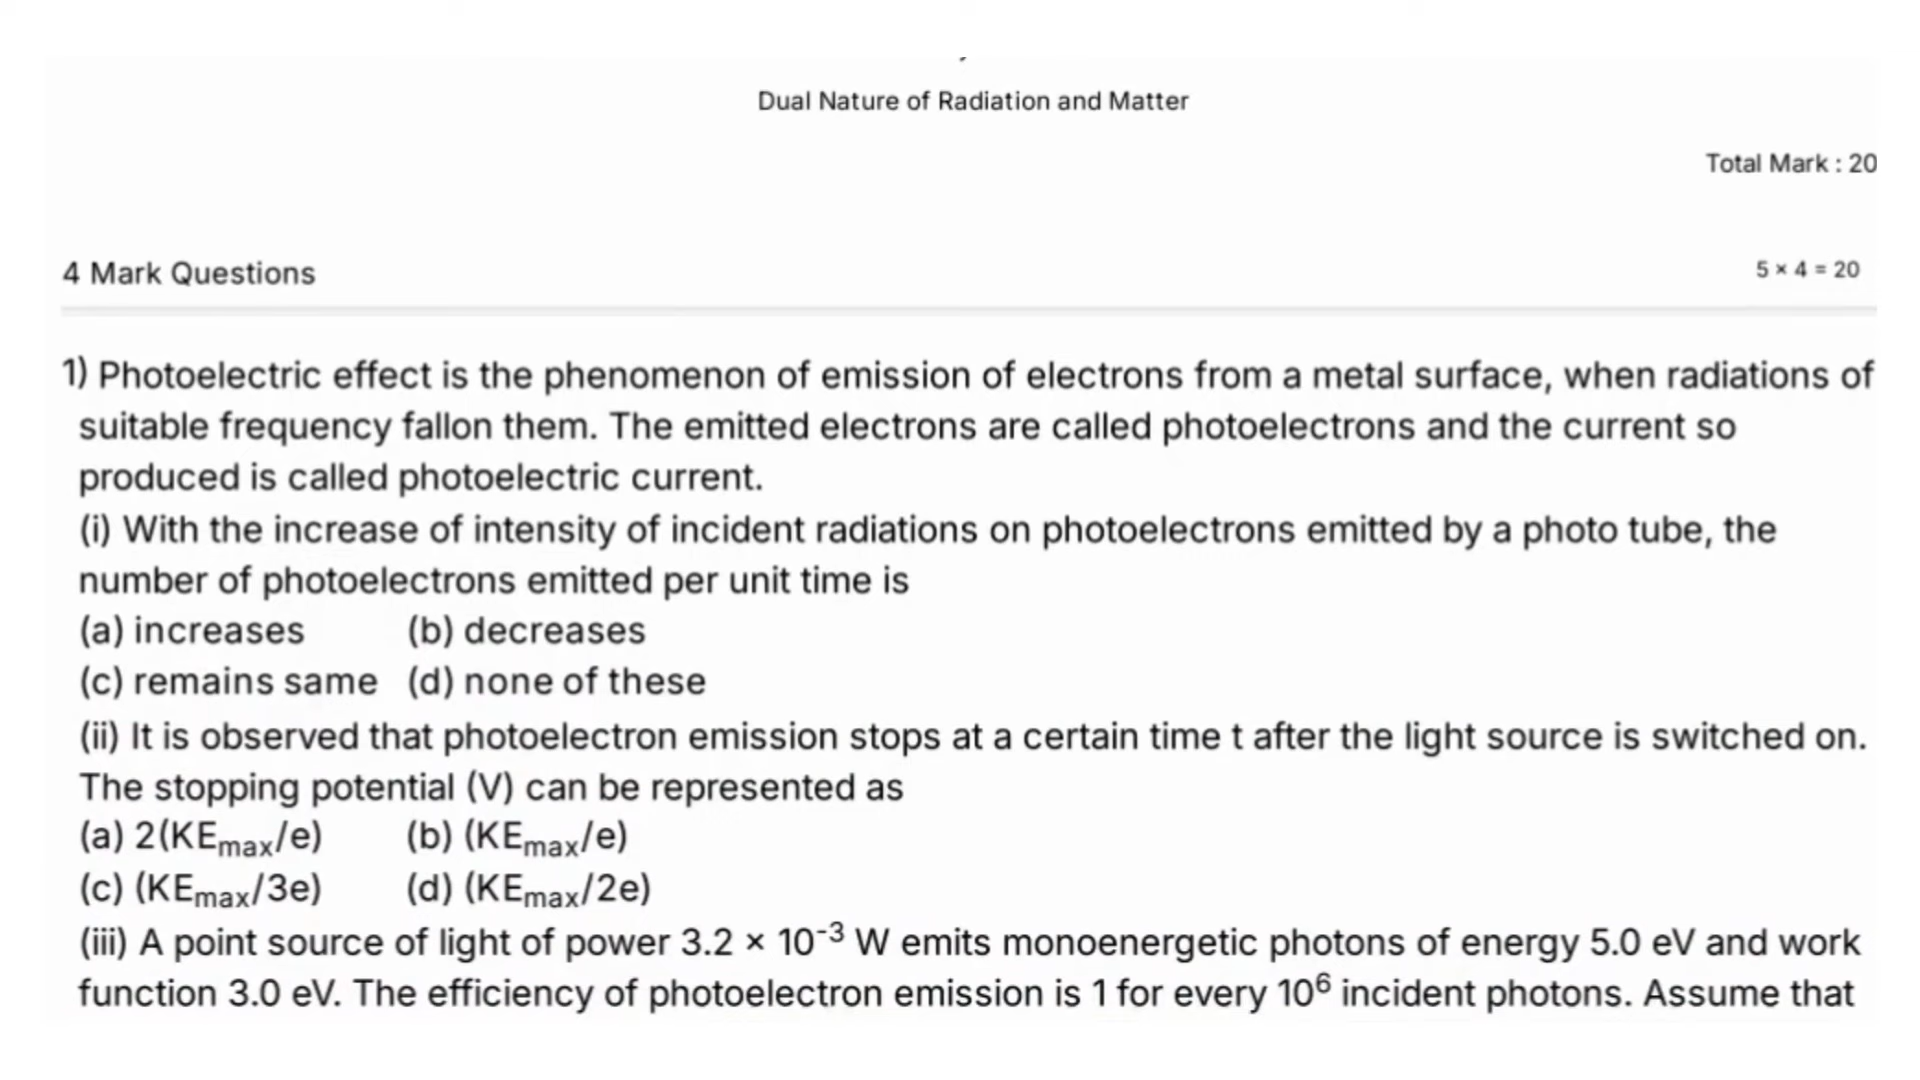 Dual Nature of Radiation and Matter
Total Mark : 20
4 Mark Questions 5 × 4 = 20
1) Photoelectric effect is the phenomenon of emission of electrons from a metal surface, when radiations of
suitable frequency fallon them. The emitted electrons are called photoelectrons and the current so
produced is called photoelectric current.
(i) With the increase of intensity of incident radiations on photoelectrons emitted by a photo tube, the
number of photoelectrons emitted per unit time is
(a) increases (b) decreases
(c) remains same (d) none of these
(ii) It is observed that photoelectron emission stops at a certain time t after the light source is switched on.
The stopping potential (V) can be represented as
(a) 2(KEₘₐₓ/e) (b) (KEₘₐₓ/e)
(c) (KEₘₐₓ/3e) (d) (KEₘₐₓ/2e)
(iii) A point source of light of power 3.2 × 10⁻³ W emits monoenergetic photons of energy 5.0 eV and work
function 3.0 eV. The efficiency of photoelectron emission is 1 for every 10⁶ incident photons. Assume that